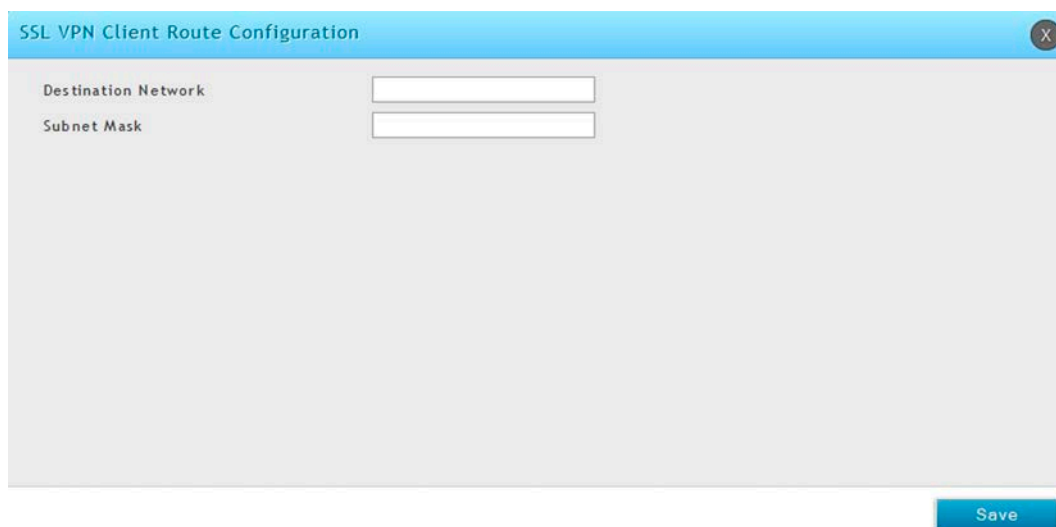 SSL VPN Client Route Configuration
X
Destination Network
Subnet Mask
Save